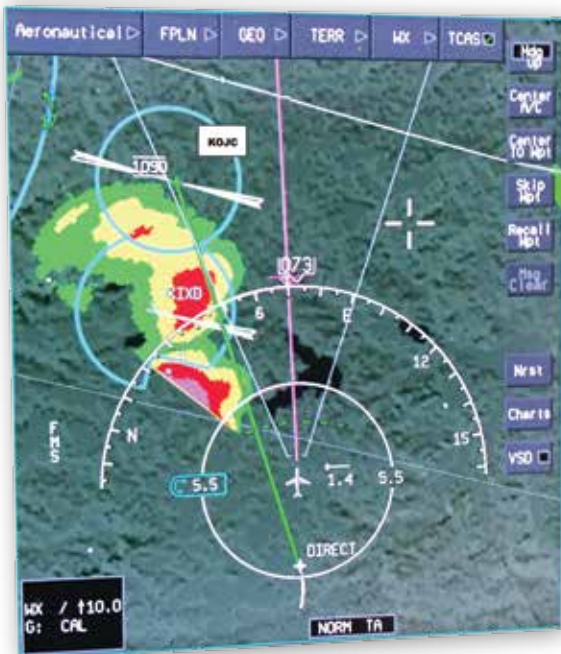 Aeronautical FPLN GEO TERR WX TCAS
Hdg Up
Center A/C
Center To Wpt
Skip Wpt
Recall Wpt
Msg Clear
KOJC
1090
KIXD
073
6
E
12
15
N
Nrst
Charts
VSD
FMS
5.5
1.4
5.5
DIRECT
WX / ↑10.0
G: CAL
NORM TA